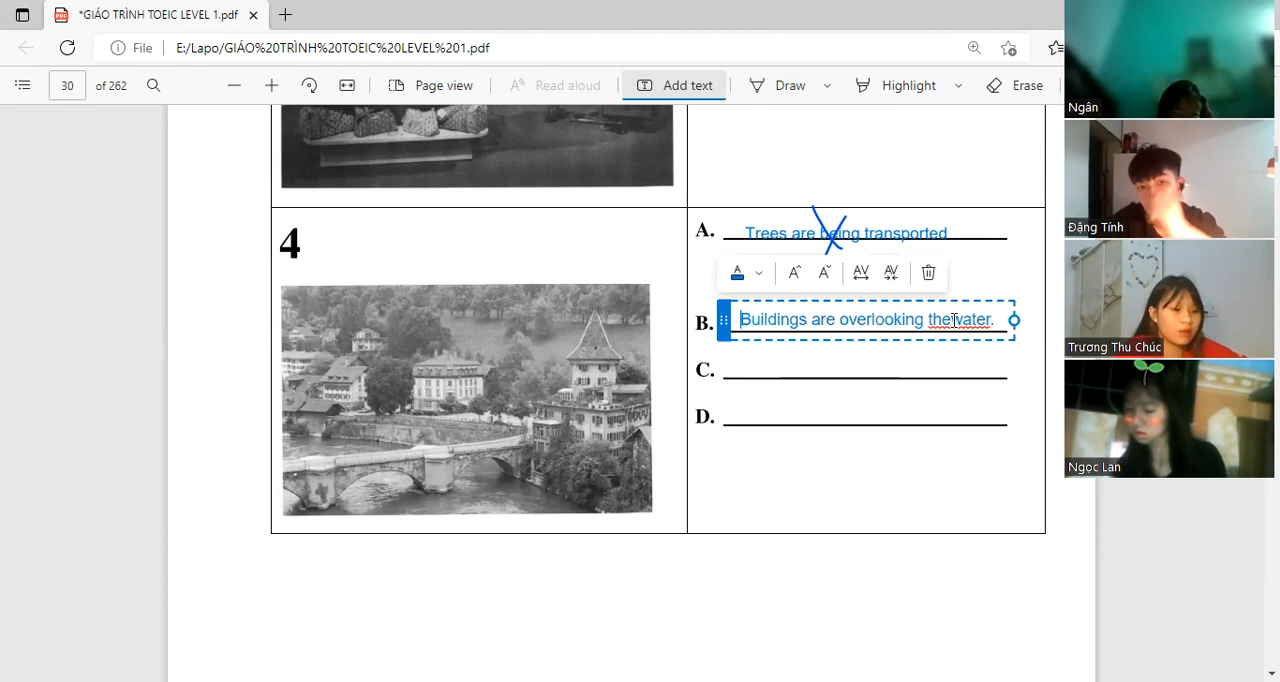 *GIÁO TRÌNH TOEIC LEVEL 1.pdf
File E:/Lapo/GIÁO%20TRÌNH%20TOEIC%20LEVEL%201.pdf
30 of 262 Page view Read aloud Add text Draw Highlight Erase
4
A. Trees are being transported
B. Buildings are overlooking thewater.
C.
D.
Ngân
Đặng Tính
Trương Thu Chúc
Ngọc Lan